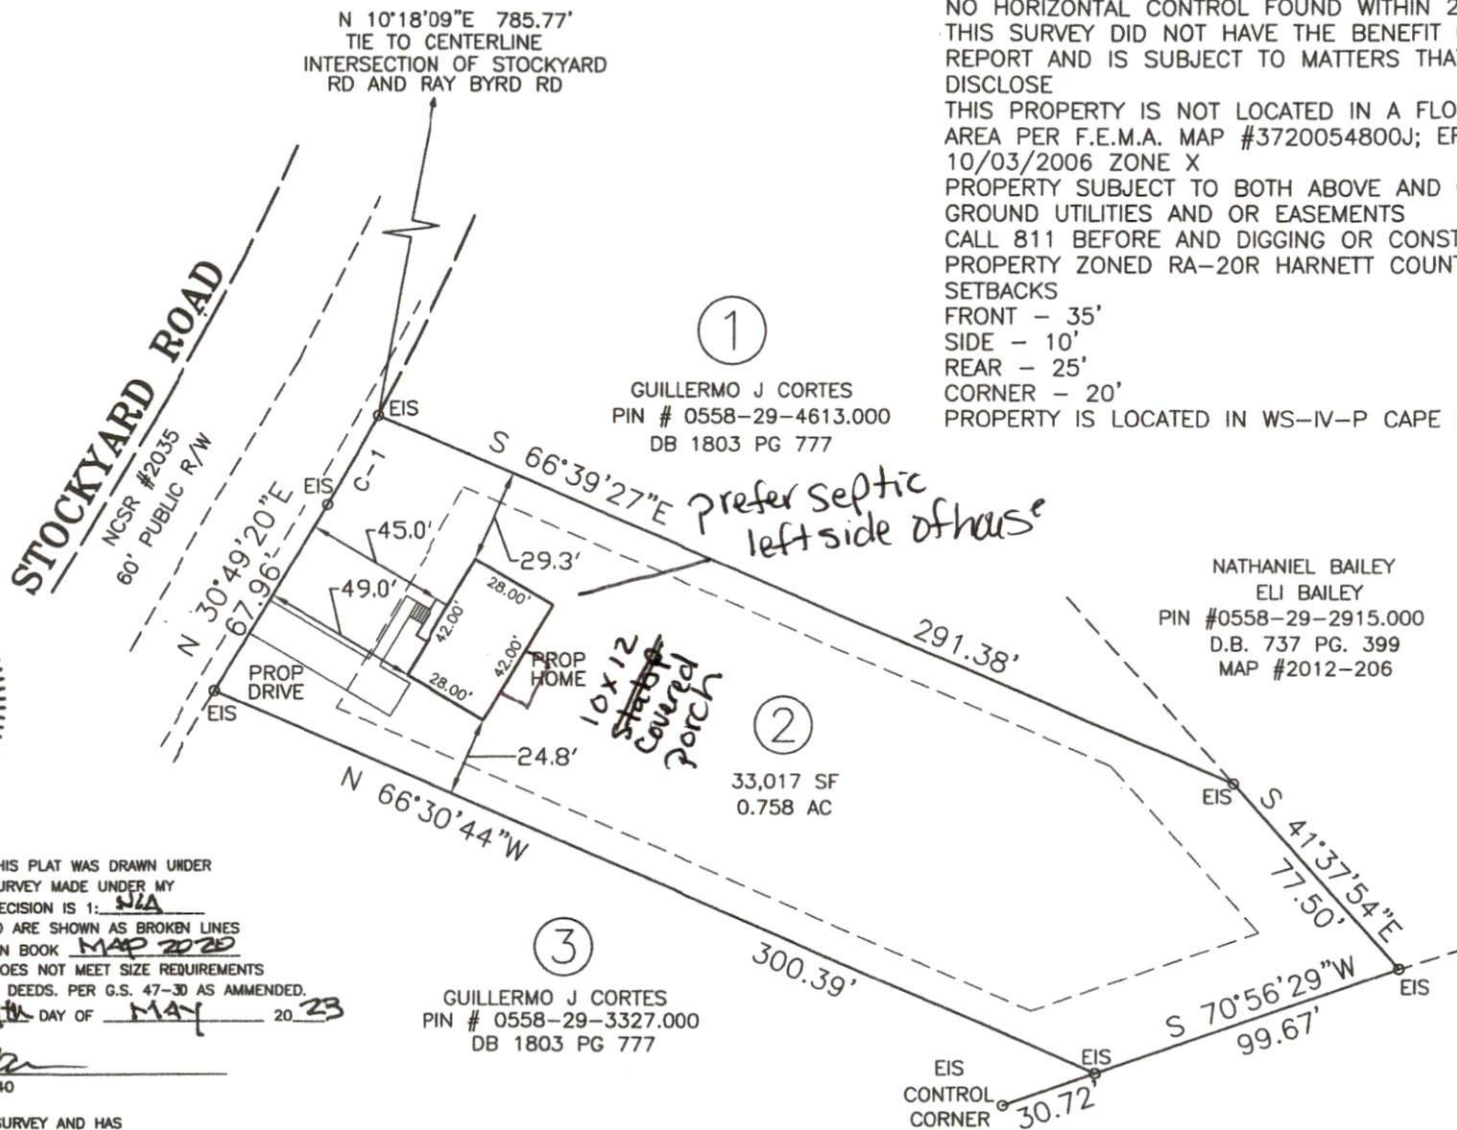 N 10°18'09"E 785.77'
TIE TO CENTERLINE
INTERSECTION OF STOCKYARD
RD AND RAY BYRD RD
NO HORIZONTAL CONTROL FOUND WITHIN 2
THIS SURVEY DID NOT HAVE THE BENEFIT
REPORT AND IS SUBJECT TO MATTERS THA
DISCLOSE
THIS PROPERTY IS NOT LOCATED IN A FLO
AREA PER F.E.M.A. MAP #3720054800J; EF
10/03/2006 ZONE X
PROPERTY SUBJECT TO BOTH ABOVE AND
GROUND UTILITIES AND OR EASEMENTS
CALL 811 BEFORE AND DIGGING OR CONST
PROPERTY ZONED RA-20R HARNETT COUNT
SETBACKS
FRONT - 35'
SIDE - 10'
REAR - 25'
CORNER - 20'
PROPERTY IS LOCATED IN WS-IV-P CAPE
STOCKYARD ROAD
NCSR #2035
60' PUBLIC R/W
1
GUILLERMO J CORTES
PIN # 0558-29-4613.000
DB 1803 PG 777
EIS
S 66°39'27"E
291.38'
prefer septic
left side of house
EIS
C-1
N 30°49'20"E
67.96'
45.0'
49.0'
29.3'
28.00'
42.00'
42.00'
28.00'
PROP
HOME
PROP
DRIVE
10x12
covered
porch
24.8'
EIS
2
33,017 SF
0.758 AC
NATHANIEL BAILEY
ELI BAILEY
PIN #0558-29-2915.000
D.B. 737 PG. 399
MAP #2012-206
EIS
S 41°37'54"E
77.50'
EIS
S 70°56'29"W
99.67'
EIS
30.72'
EIS
CONTROL
CORNER
N 66°30'44"W
300.39'
3
GUILLERMO J CORTES
PIN # 0558-29-3327.000
DB 1803 PG 777
HIS PLAT WAS DRAWN UNDER
URVEY MADE UNDER MY
ECISION IS 1: N/A
ARE SHOWN AS BROKEN LINES
N BOOK MAP 2020
OES NOT MEET SIZE REQUIREMENTS
DEEDS. PER G.S. 47-30 AS AMMENDED.
th DAY OF MAY 20 23
40
SURVEY AND HAS